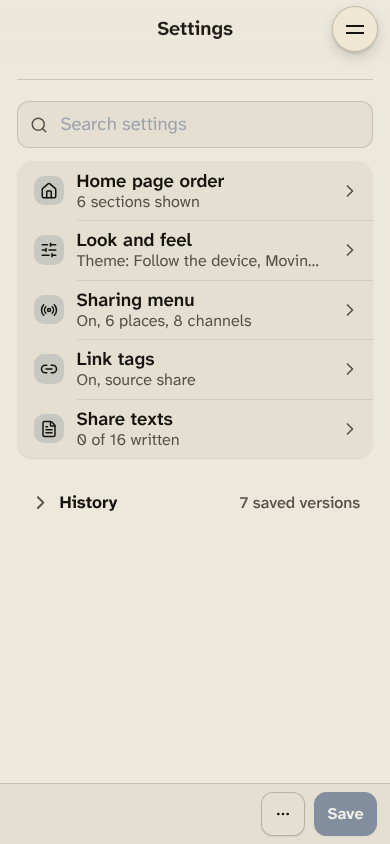 Settings
Search settings
Home page order
6 sections shown
Look and feel
Theme: Follow the device, Movin...
Sharing menu
On, 6 places, 8 channels
Link tags
On, source share
Share texts
0 of 16 written
History
7 saved versions
...
Save